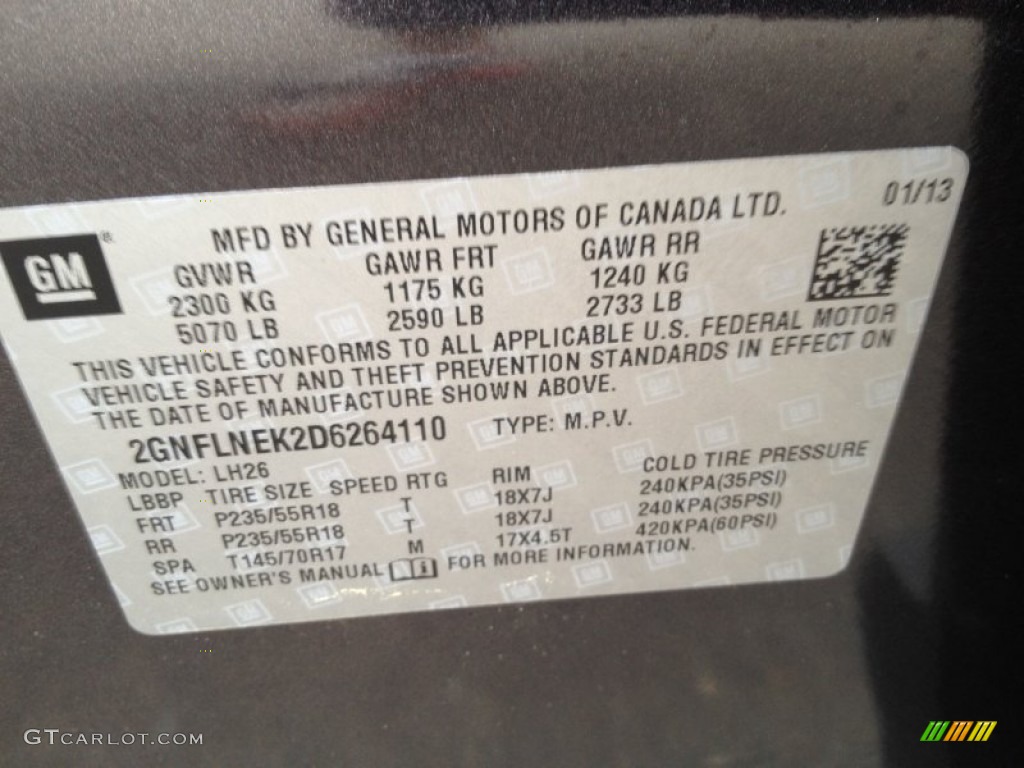 01/13
GM
®
MFD BY GENERAL MOTORS OF CANADA LTD.
GVWR GAWR FRT GAWR RR
2300 KG 1175 KG 1240 KG
5070 LB 2590 LB 2733 LB
THIS VEHICLE CONFORMS TO ALL APPLICABLE U.S. FEDERAL MOTOR
VEHICLE SAFETY AND THEFT PREVENTION STANDARDS IN EFFECT ON
THE DATE OF MANUFACTURE SHOWN ABOVE.
2GNFLNEK2D6264110 TYPE: M.P.V.
MODEL: LH26
LBBP TIRE SIZE SPEED RTG RIM COLD TIRE PRESSURE
FRT P235/55R18 T 18X7J 240KPA(35PSI)
RR P235/55R18 T 18X7J 240KPA(35PSI)
SPA T145/70R17 M 17X4.5T 420KPA(60PSI)
SEE OWNER'S MANUAL FOR MORE INFORMATION.
GTCARLOT.COM